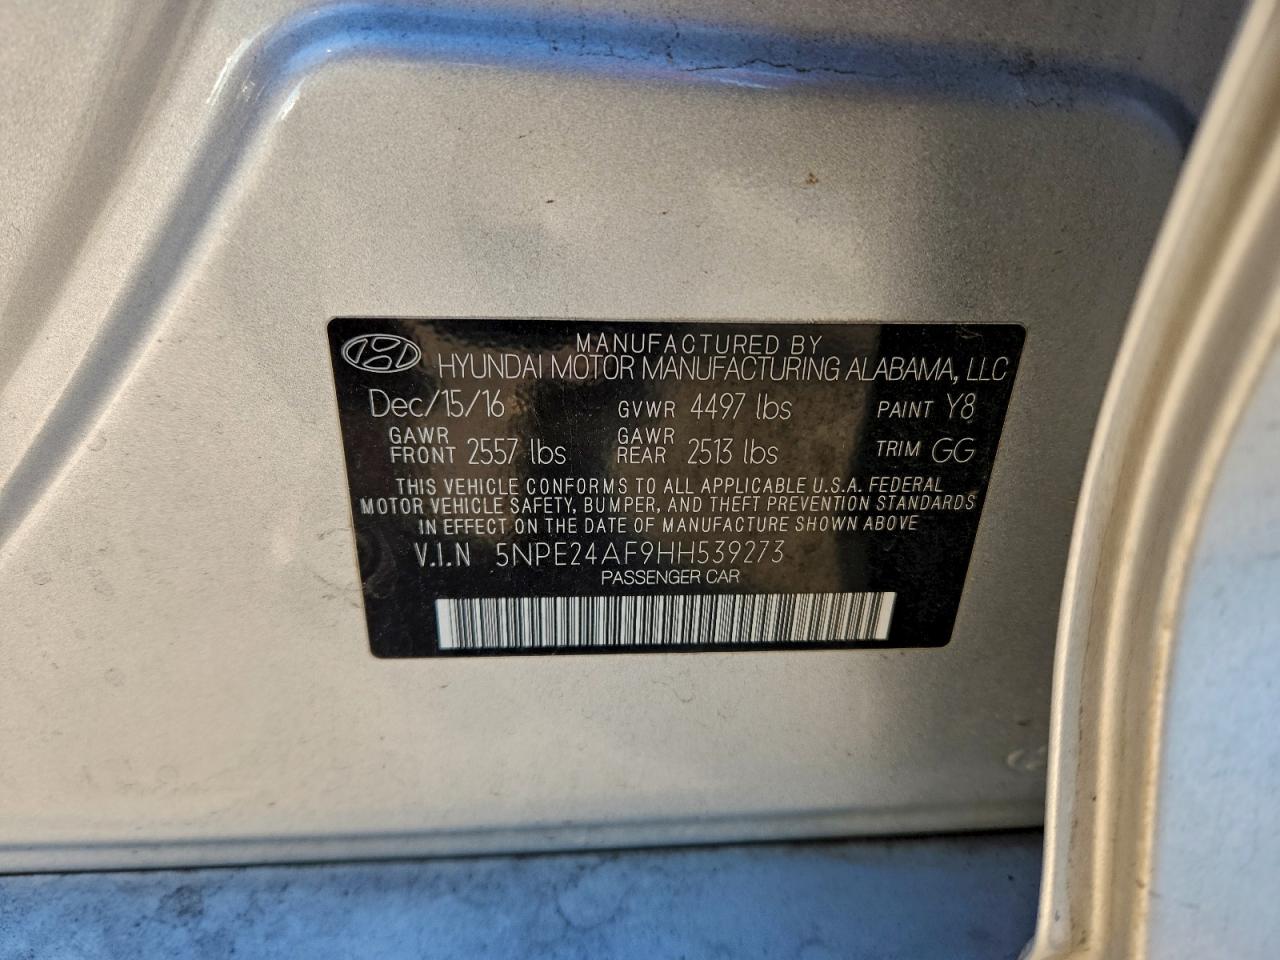 MANUFACTURED BY
HYUNDAI MOTOR MANUFACTURING ALABAMA, LLC
Dec/15/16 GVWR 4497 lbs PAINT Y8
GAWR FRONT 2557 lbs GAWR REAR 2513 lbs TRIM GG
THIS VEHICLE CONFORMS TO ALL APPLICABLE U.S.A. FEDERAL
MOTOR VEHICLE SAFETY, BUMPER, AND THEFT PREVENTION STANDARDS
IN EFFECT ON THE DATE OF MANUFACTURE SHOWN ABOVE
V.I.N 5NPE24AF9HH539273
PASSENGER CAR